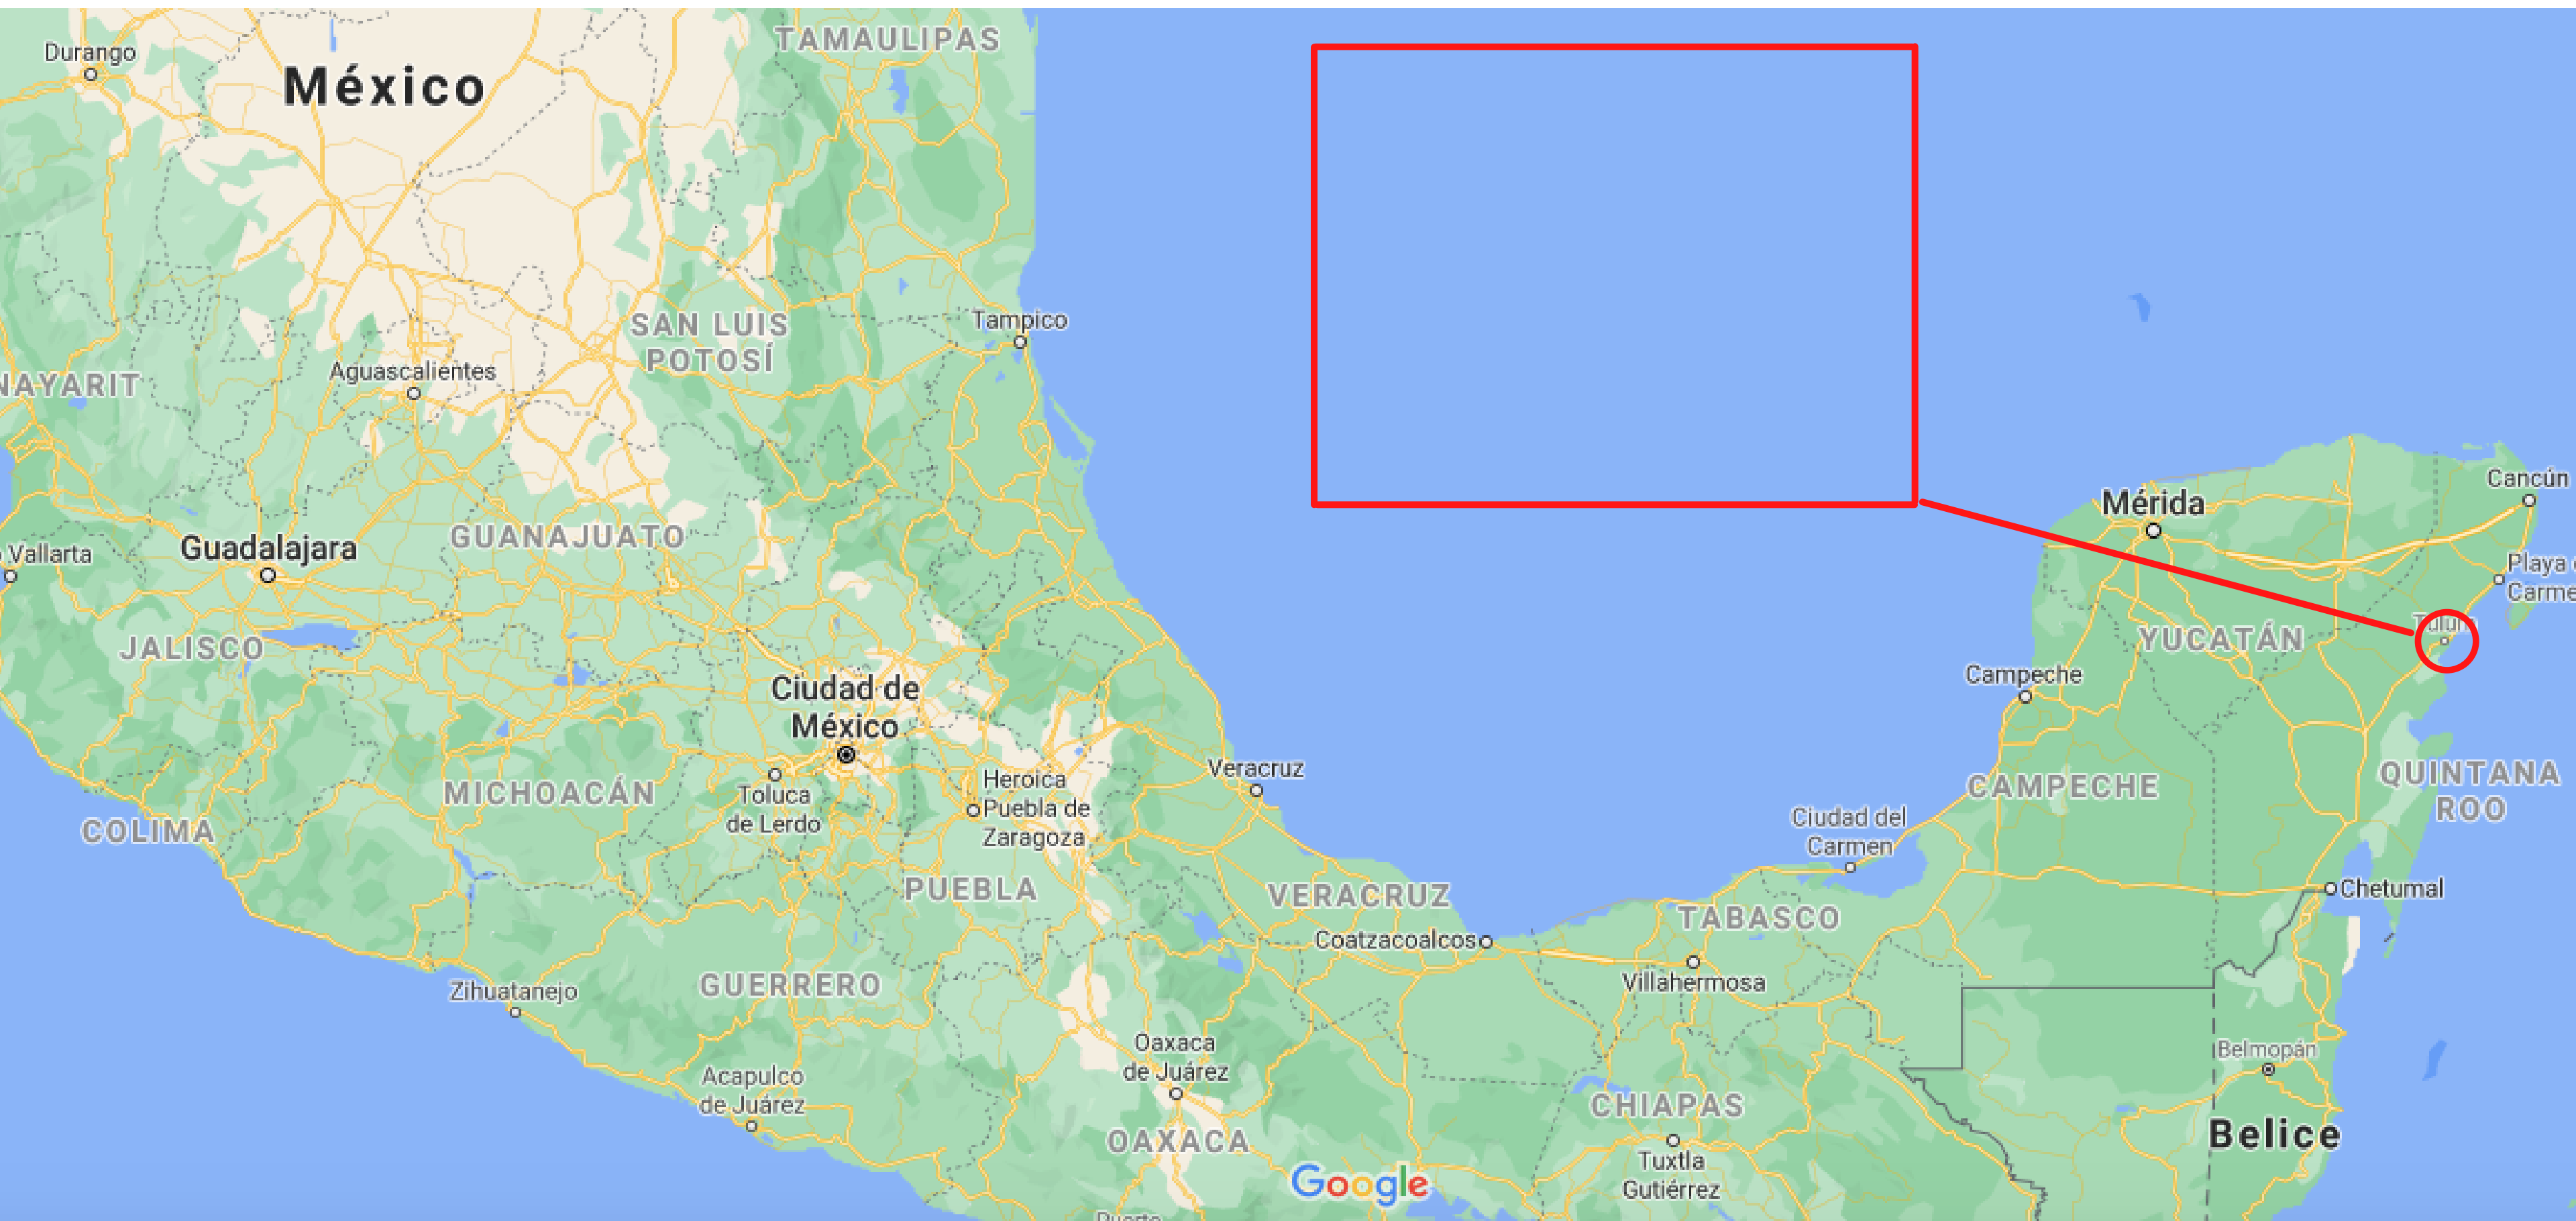 TAMAULIPAS
Durango
México
Tampico
SAN LUIS
POTOSÍ
Aguascalientes
NAYARIT
Cancún
Mérida
GUANAJUATO
Guadalajara
Vallarta
Playa
Carme
Tulum
YUCATÁN
JALISCO
Campeche
Ciudad de
México
Veracruz
QUINTANA
ROO
Heroica
Puebla de
Zaragoza
CAMPECHE
MICHOACÁN
Toluca
de Lerdo
Ciudad del
Carmen
COLIMA
PUEBLA
VERACRUZ
Chetumal
TABASCO
Coatzacoalcos
Villahermosa
GUERRERO
Zihuatanejo
Oaxaca
de Juárez
Belmopán
Acapulco
de Juárez
CHIAPAS
OAXACA
Belice
Tuxtla
Gutiérrez
Google